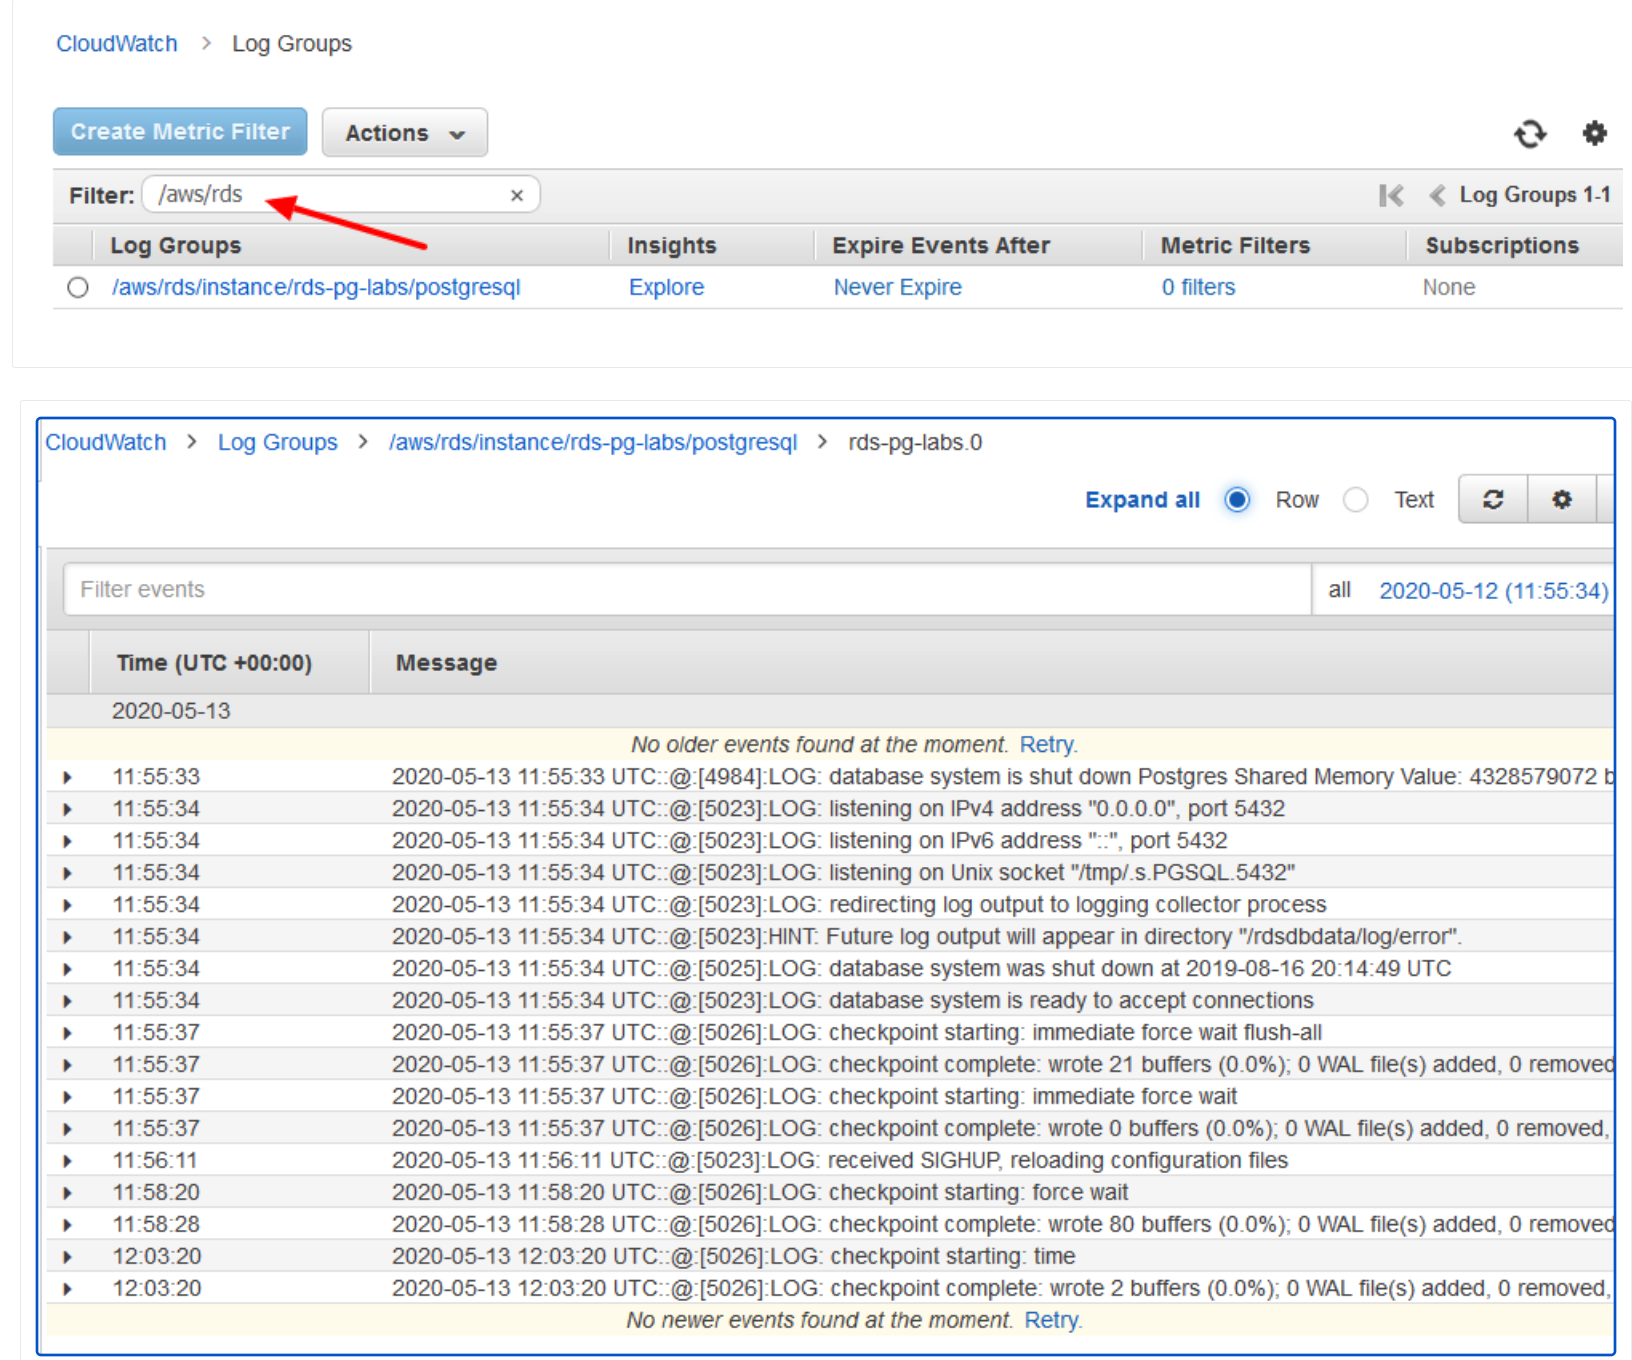 CloudWatch > Log Groups
Create Metric Filter Actions
Filter: /aws/rds × Log Groups 1-1
Log Groups Insights Expire Events After Metric Filters Subscriptions
/aws/rds/instance/rds-pg-labs/postgresql Explore Never Expire 0 filters None
CloudWatch > Log Groups > /aws/rds/instance/rds-pg-labs/postgresql > rds-pg-labs.0
Expand all Row Text
Filter events all 2020-05-12 (11:55:34)
Time (UTC +00:00) Message
2020-05-13
No older events found at the moment. Retry.
11:55:33 2020-05-13 11:55:33 UTC::@:[4984]:LOG: database system is shut down Postgres Shared Memory Value: 4328579072 b
11:55:34 2020-05-13 11:55:34 UTC::@:[5023]:LOG: listening on IPv4 address "0.0.0.0", port 5432
11:55:34 2020-05-13 11:55:34 UTC::@:[5023]:LOG: listening on IPv6 address "::", port 5432
11:55:34 2020-05-13 11:55:34 UTC::@:[5023]:LOG: listening on Unix socket "/tmp/.s.PGSQL.5432"
11:55:34 2020-05-13 11:55:34 UTC::@:[5023]:LOG: redirecting log output to logging collector process
11:55:34 2020-05-13 11:55:34 UTC::@:[5023]:HINT: Future log output will appear in directory "/rdsdbdata/log/error".
11:55:34 2020-05-13 11:55:34 UTC::@:[5025]:LOG: database system was shut down at 2019-08-16 20:14:49 UTC
11:55:34 2020-05-13 11:55:34 UTC::@:[5023]:LOG: database system is ready to accept connections
11:55:37 2020-05-13 11:55:37 UTC::@:[5026]:LOG: checkpoint starting: immediate force wait flush-all
11:55:37 2020-05-13 11:55:37 UTC::@:[5026]:LOG: checkpoint complete: wrote 21 buffers (0.0%); 0 WAL file(s) added, 0 removed
11:55:37 2020-05-13 11:55:37 UTC::@:[5026]:LOG: checkpoint starting: immediate force wait
11:55:37 2020-05-13 11:55:37 UTC::@:[5026]:LOG: checkpoint complete: wrote 0 buffers (0.0%); 0 WAL file(s) added, 0 removed,
11:56:11 2020-05-13 11:56:11 UTC::@:[5023]:LOG: received SIGHUP, reloading configuration files
11:58:20 2020-05-13 11:58:20 UTC::@:[5026]:LOG: checkpoint starting: force wait
11:58:28 2020-05-13 11:58:28 UTC::@:[5026]:LOG: checkpoint complete: wrote 80 buffers (0.0%); 0 WAL file(s) added, 0 removed
12:03:20 2020-05-13 12:03:20 UTC::@:[5026]:LOG: checkpoint starting: time
12:03:20 2020-05-13 12:03:20 UTC::@:[5026]:LOG: checkpoint complete: wrote 2 buffers (0.0%); 0 WAL file(s) added, 0 removed,
No newer events found at the moment. Retry.